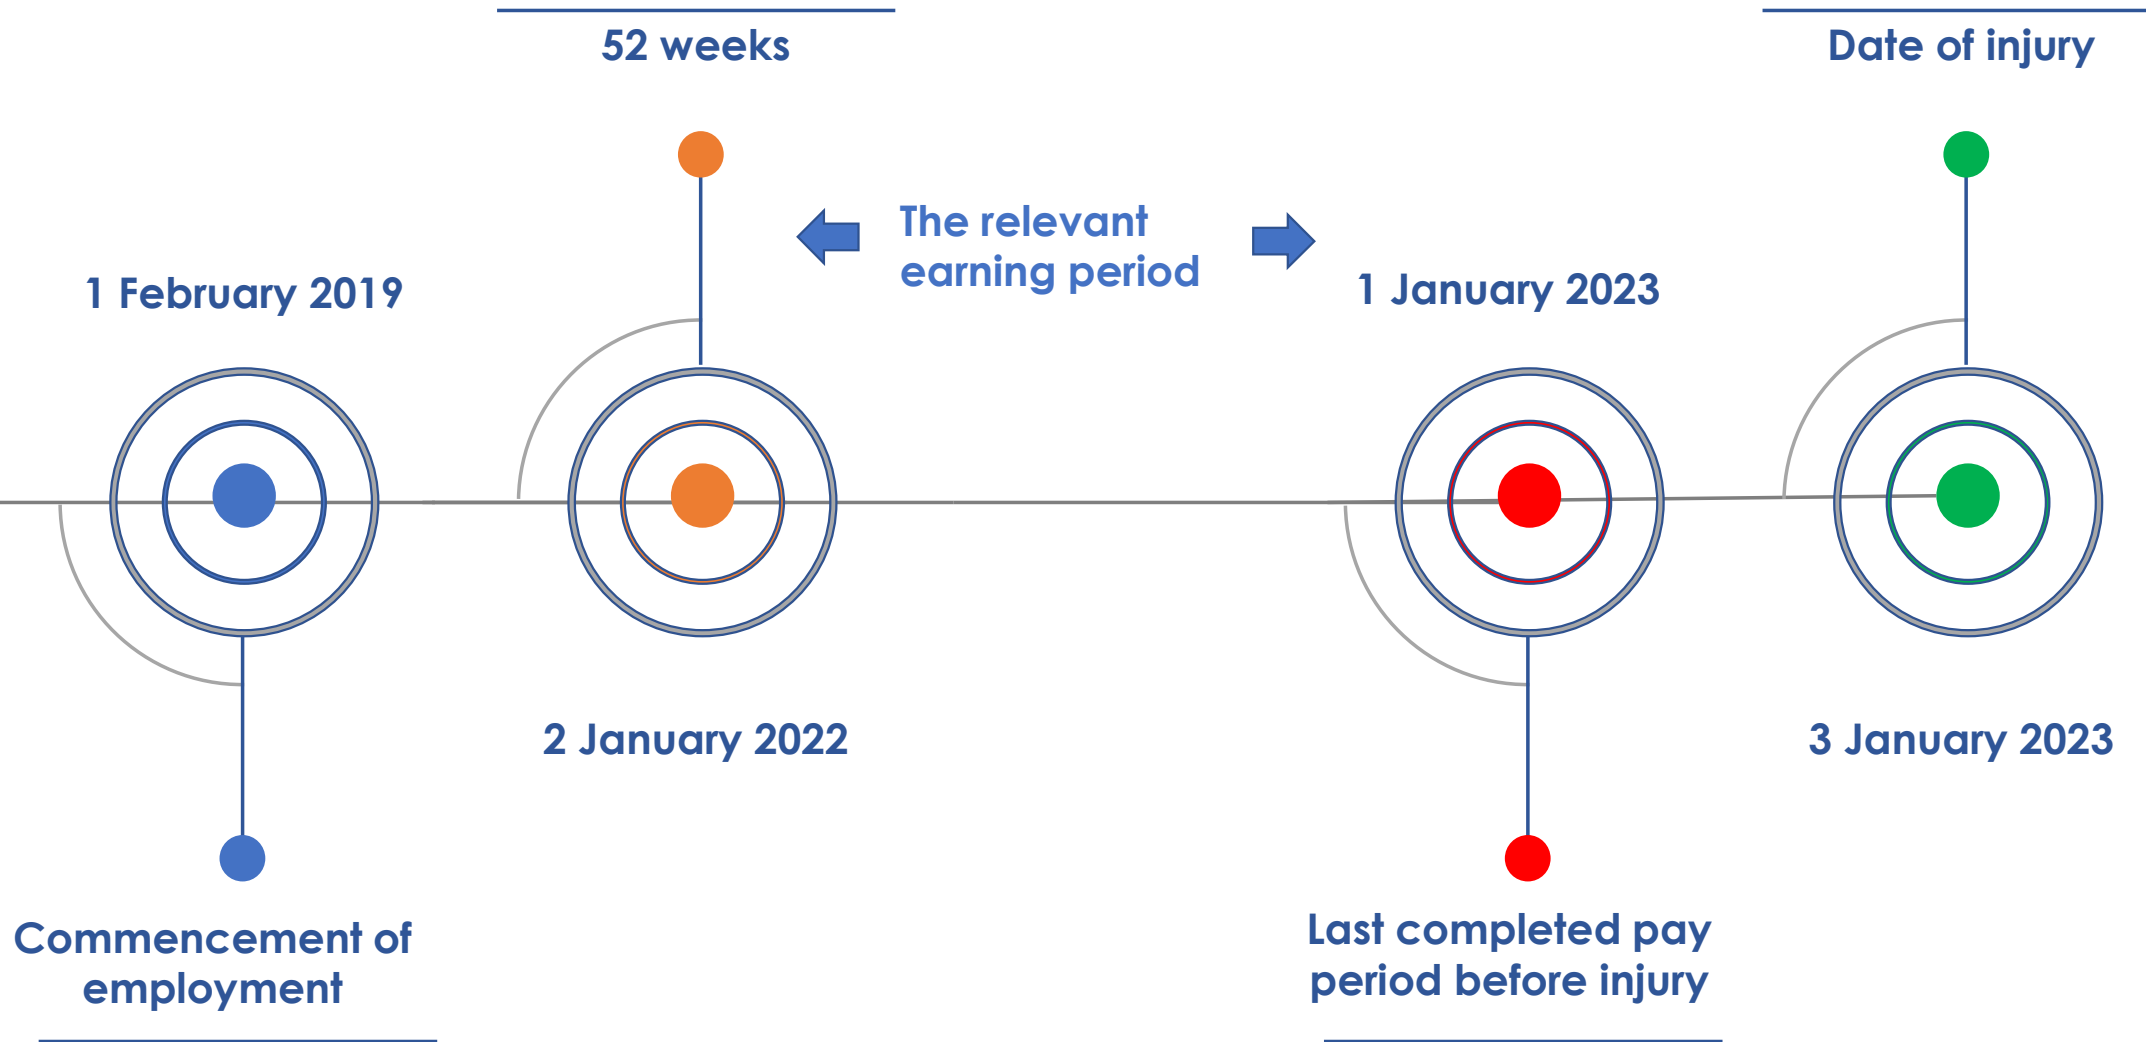 52 weeks
Date of injury
The relevant
earning period
1 February 2019
1 January 2023
2 January 2022
3 January 2023
Commencement of
employment
Last completed pay
period before injury